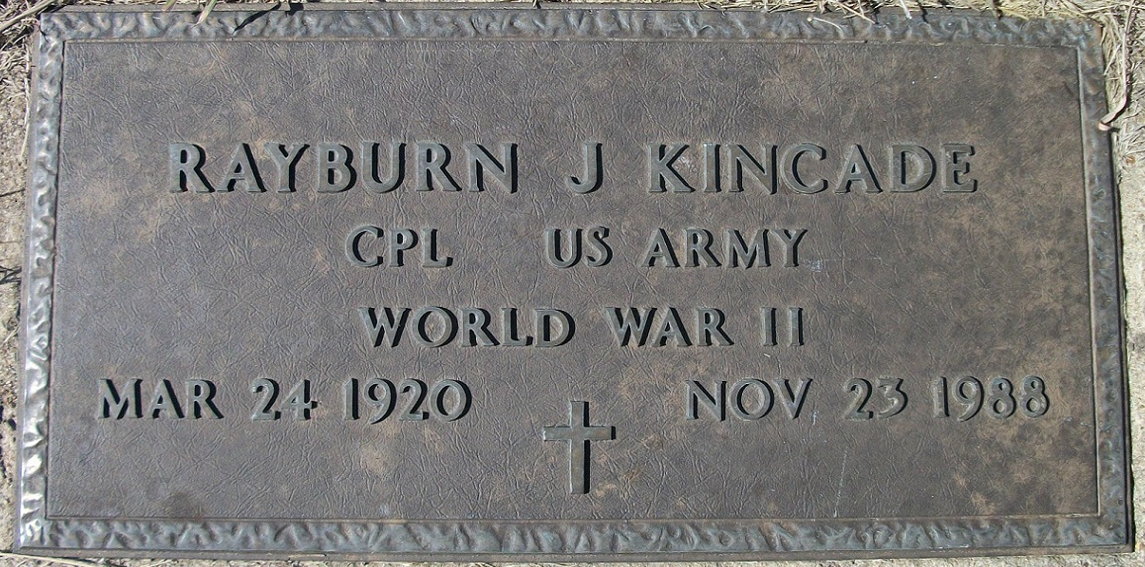 RAYBURN J KINCADE
CPL US ARMY
WORLD WAR II
MAR 24 1920 NOV 23 1988